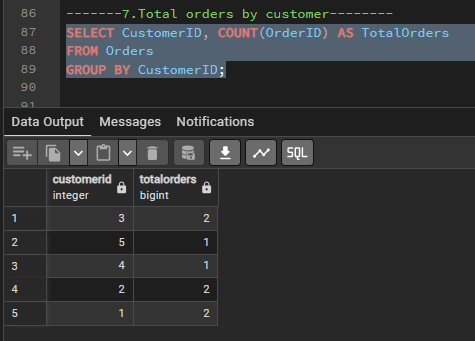 86 -------7.Total orders by customer--------
87 SELECT CustomerID, COUNT(OrderID) AS TotalOrders
88 FROM Orders
89 GROUP BY CustomerID;
90
91
Data Output Messages Notifications
SQL
customerid totalorders
integer bigint
1 3 2
2 5 1
3 4 1
4 2 2
5 1 2